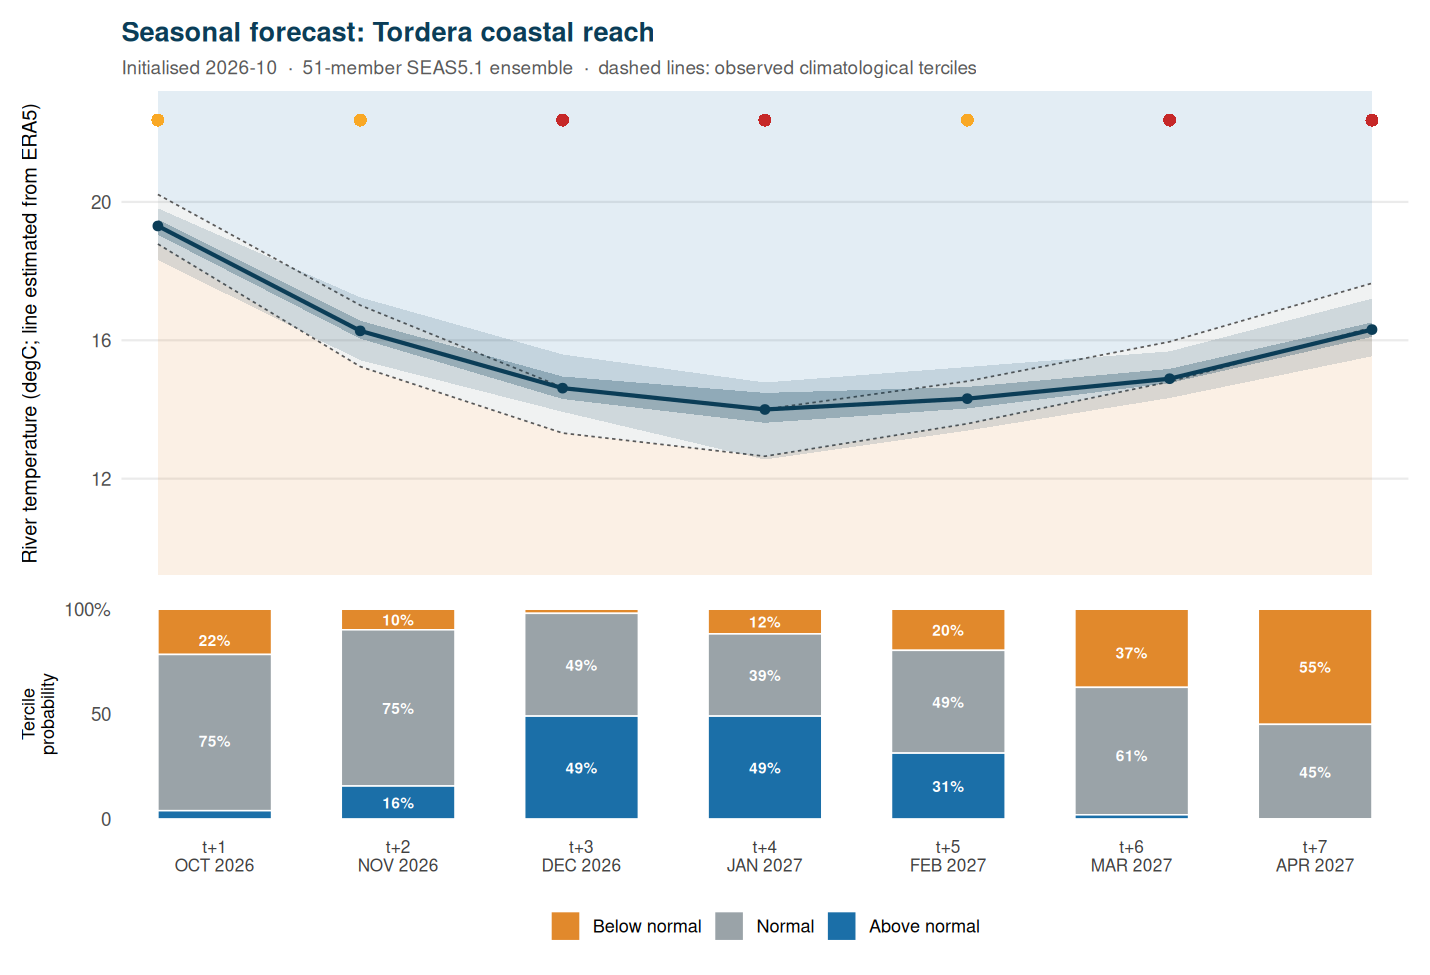 Seasonal forecast: Tordera coastal reach
Initialised 2026-10 · 51-member SEAS5.1 ensemble · dashed lines: observed climatological terciles
River temperature (degC; line estimated from ERA5)
20
16
12
Tercile
probability
100%
50
0
22%
75%
10%
75%
16%
49%
49%
12%
39%
49%
20%
49%
31%
37%
61%
55%
45%
t+1
OCT 2026
t+2
NOV 2026
t+3
DEC 2026
t+4
JAN 2027
t+5
FEB 2027
t+6
MAR 2027
t+7
APR 2027
Below normal
Normal
Above normal